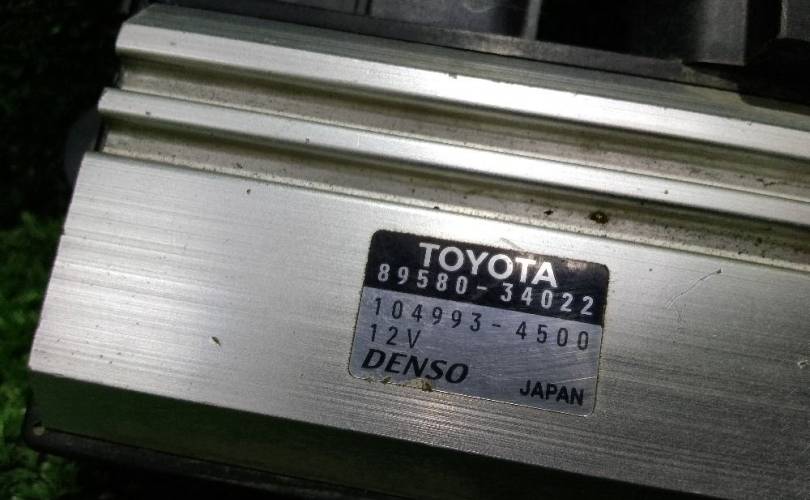 TOYOTA
89580-34022
104993-4500
12V
DENSO
JAPAN